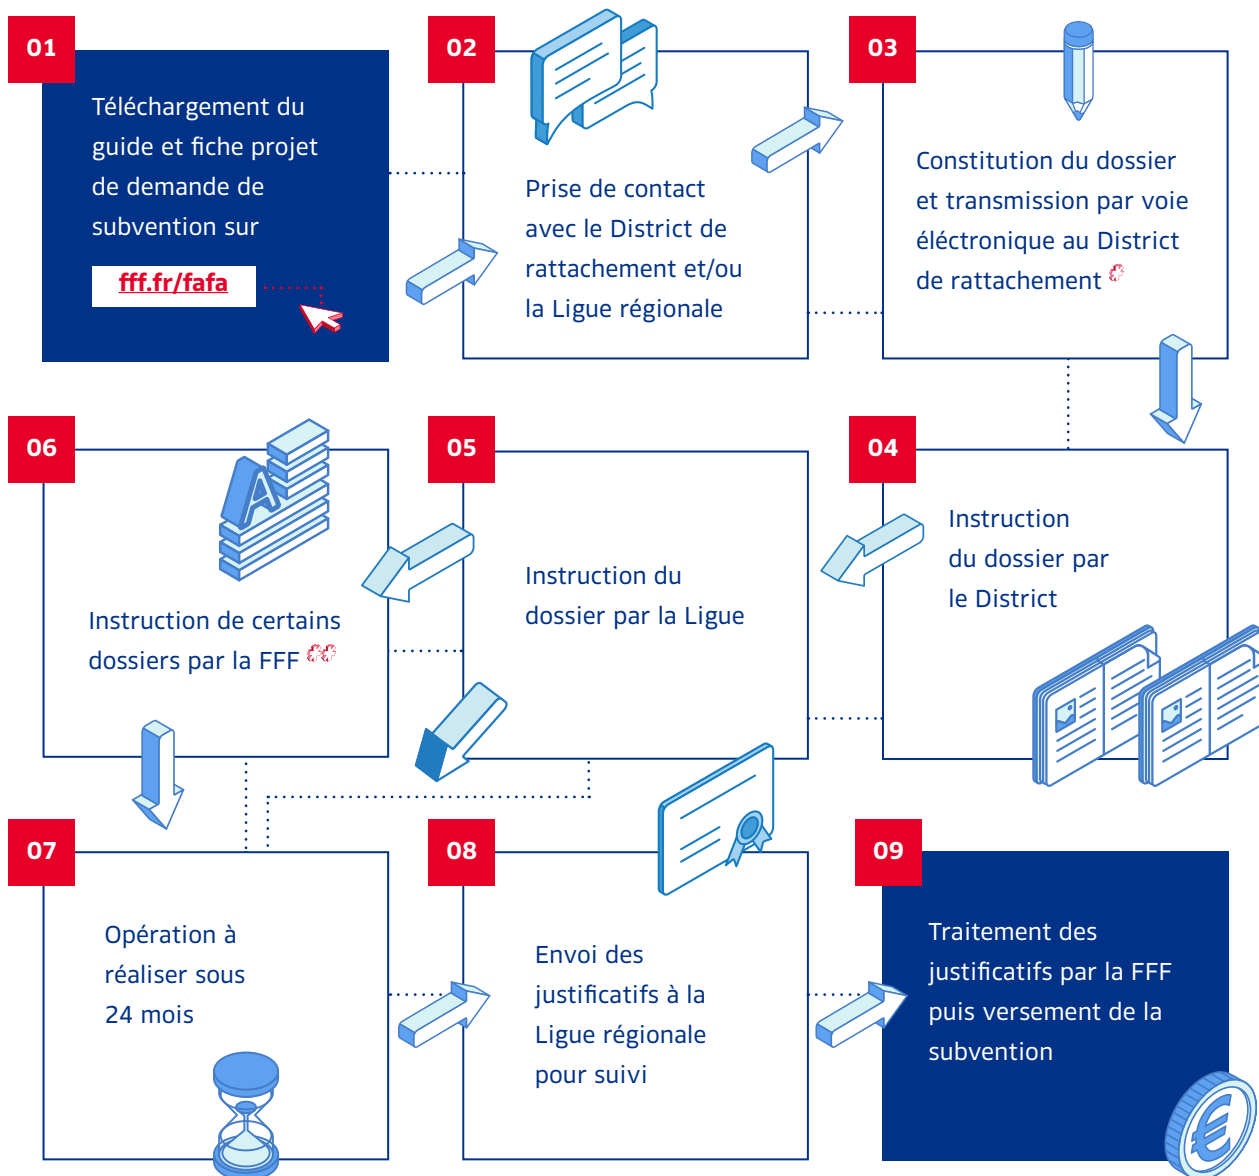 01
Téléchargement du
guide et fiche projet
de demande de
subvention sur
fff.fr/fafa
02
Prise de contact
avec le District de
rattachement et/ou
la Ligue régionale
03
Constitution du dossier
et transmission par voie
éléctronique au District
de rattachement
04
Instruction
du dossier par
le District
05
Instruction du
dossier par la Ligue
06
A
Instruction de certains
dossiers par la FFF
07
Opération à
réaliser sous
24 mois
08
Envoi des
justificatifs à la
Ligue régionale
pour suivi
09
Traitement des
justificatifs par la FFF
puis versement de la
subvention
€